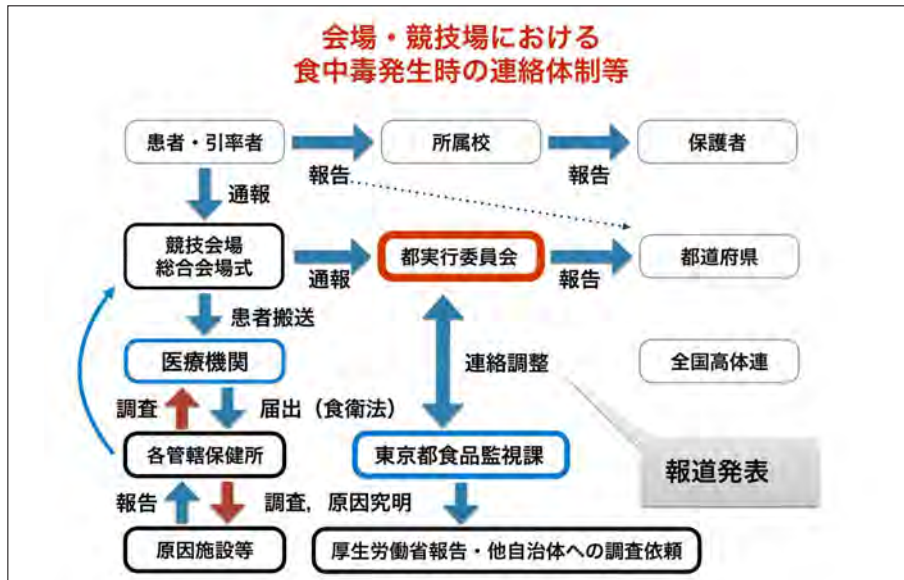 会場・競技場における
食中毒発生時の連絡体制等
患者・引率者
所属校
保護者
報告
報告
通報
競技会場
総合会場式
都実行委員会
都道府県
通報
報告
患者搬送
医療機関
連絡調整
全国高体連
調査
届出（食衛法）
各管轄保健所
東京都食品監視課
報道発表
報告
調査，原因究明
原因施設等
厚生労働省報告・他自治体への調査依頼